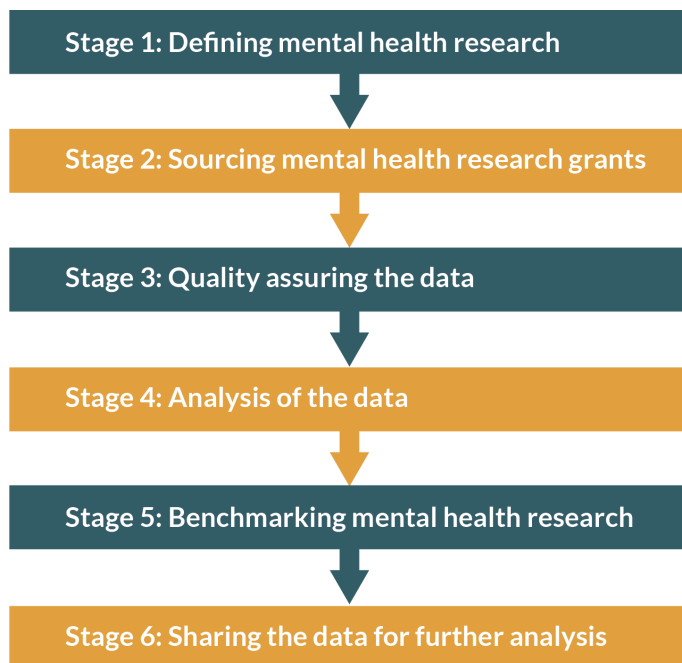 Stage 1: Defining mental health research
Stage 2: Sourcing mental health research grants
Stage 3: Quality assuring the data
Stage 4: Analysis of the data
Stage 5: Benchmarking mental health research
Stage 6: Sharing the data for further analysis